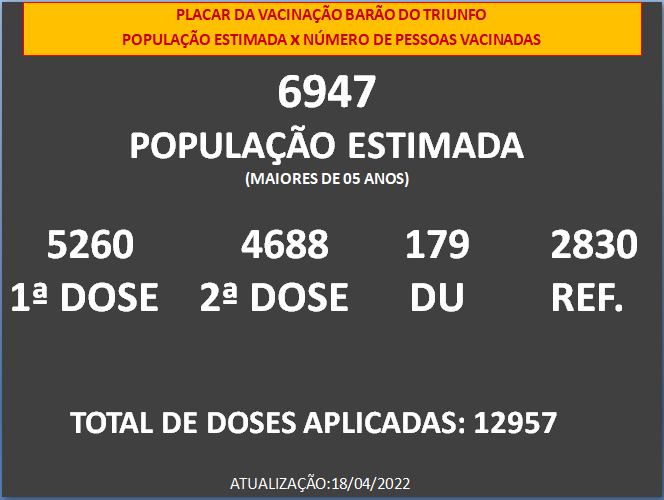 PLACAR DA VACINAÇÃO BARÃO DO TRIUNFO
POPULAÇÃO ESTIMADA X NÚMERO DE PESSOAS VACINADAS
6947
POPULAÇÃO ESTIMADA
(MAIORES DE 05 ANOS)
5260 4688 179 2830
1ª DOSE 2ª DOSE DU REF.
TOTAL DE DOSES APLICADAS: 12957
ATUALIZAÇÃO:18/04/2022